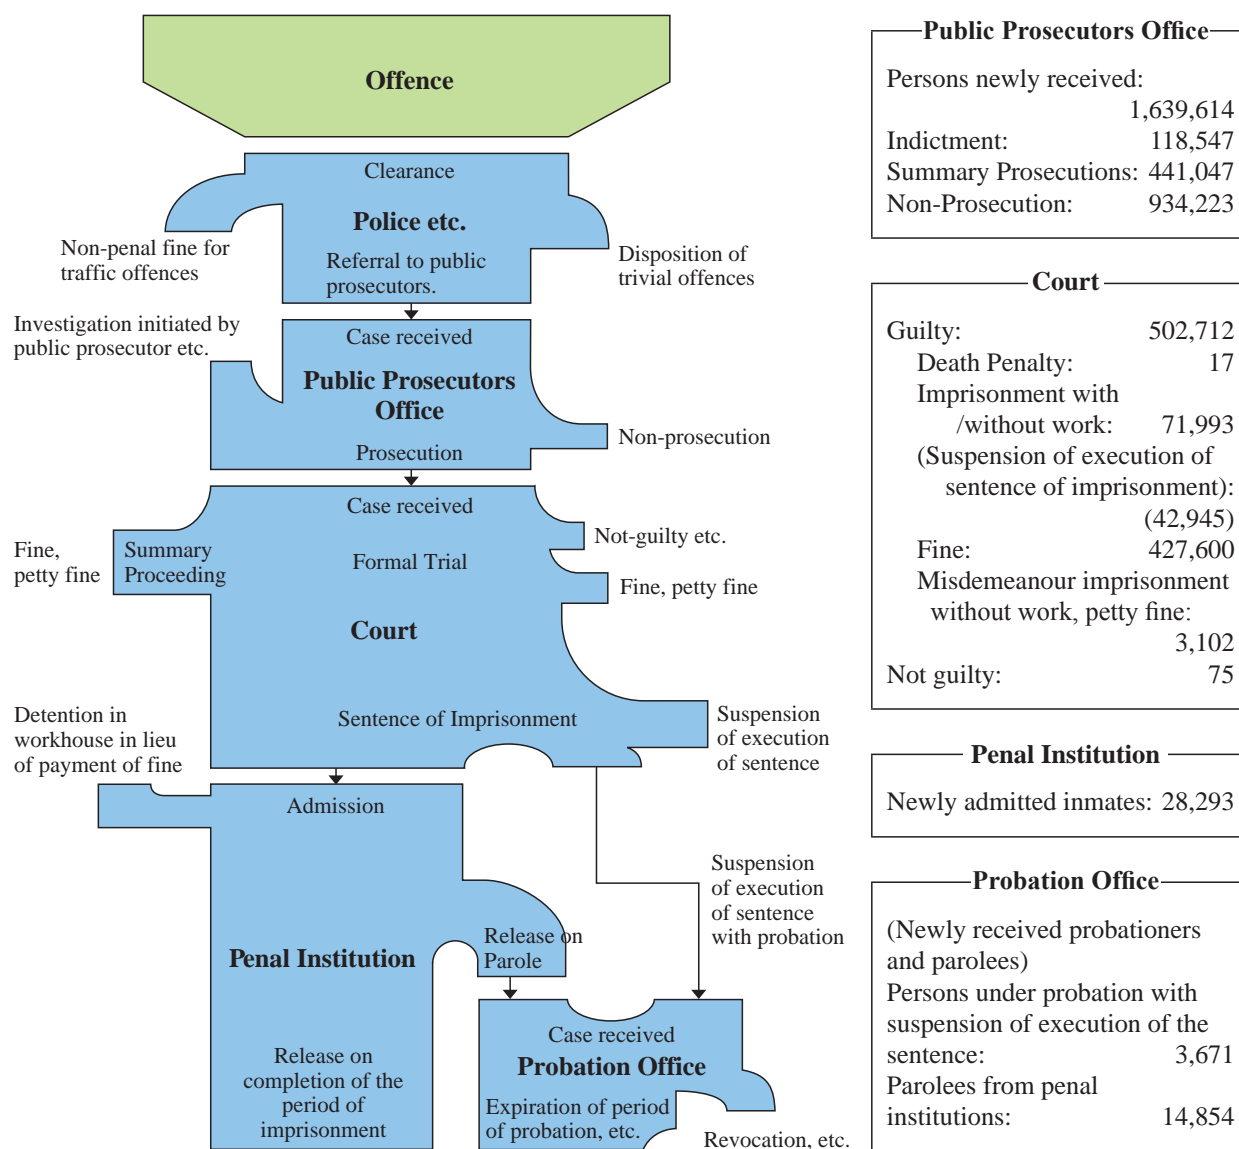 Offence
Clearance
Police etc.
Referral to public
prosecutors.
Non-penal fine for
traffic offences
Disposition of
trivial offences
Investigation initiated by
public prosecutor etc.
Case received
Public Prosecutors
Office
Prosecution
Non-prosecution
Case received
Formal Trial
Court
Sentence of Imprisonment
Fine,
petty fine
Summary
Proceeding
Not-guilty etc.
Fine, petty fine
Suspension
of execution
of sentence
Detention in
workhouse in lieu
of payment of fine
Admission
Penal Institution
Release on
completion of the
period of
imprisonment
Release on
Parole
Suspension
of execution
of sentence
with probation
Case received
Probation Office
Expiration of period
of probation, etc.
Revocation, etc.
Public Prosecutors Office
Persons newly received:
1,639,614
Indictment: 118,547
Summary Prosecutions: 441,047
Non-Prosecution: 934,223
Court
Guilty: 502,712
Death Penalty: 17
Imprisonment with
/without work: 71,993
(Suspension of execution of
sentence of imprisonment):
(42,945)
Fine: 427,600
Misdemeanour imprisonment
without work, petty fine:
3,102
Not guilty: 75
Penal Institution
Newly admitted inmates: 28,293
Probation Office
(Newly received probationers
and parolees)
Persons under probation with
suspension of execution of the
sentence: 3,671
Parolees from penal
institutions: 14,854